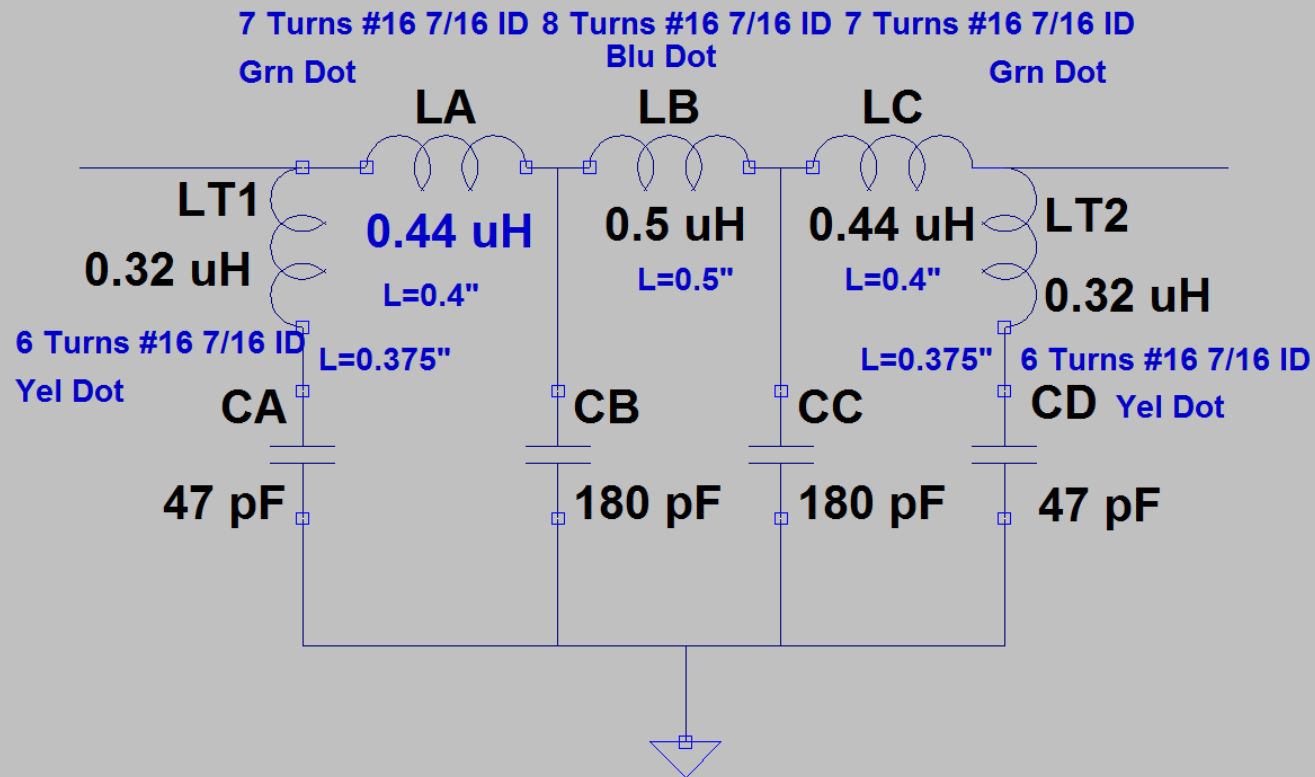 7 Turns #16 7/16 ID 8 Turns #16 7/16 ID 7 Turns #16 7/16 ID
Grn Dot
Blu Dot
Grn Dot
LA
LB
LC
LT1
0.32 uH
0.44 uH
L=0.4"
0.5 uH
L=0.5"
0.44 uH
L=0.4"
LT2
0.32 uH
6 Turns #16 7/16 ID
Yel Dot
L=0.375"
L=0.375"
6 Turns #16 7/16 ID
Yel Dot
CA
47 pF
CB
180 pF
CC
180 pF
CD
47 pF